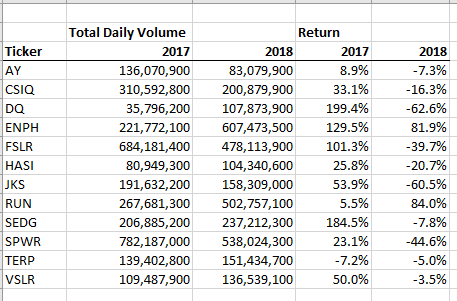 Total Daily Volume Return
Ticker 2017 2018 2017 2018
AY 136,070,900 83,079,900 8.9% -7.3%
CSIQ 310,592,800 200,879,900 33.1% -16.3%
DQ 35,796,200 107,873,900 199.4% -62.6%
ENPH 221,772,100 607,473,500 129.5% 81.9%
FSLR 684,181,400 478,113,900 101.3% -39.7%
HASI 80,949,300 104,340,600 25.8% -20.7%
JKS 191,632,200 158,309,000 53.9% -60.5%
RUN 267,681,300 502,757,100 5.5% 84.0%
SEDG 206,885,200 237,212,300 184.5% -7.8%
SPWR 782,187,000 538,024,300 23.1% -44.6%
TERP 139,402,800 151,434,700 -7.2% -5.0%
VSLR 109,487,900 136,539,100 50.0% -3.5%